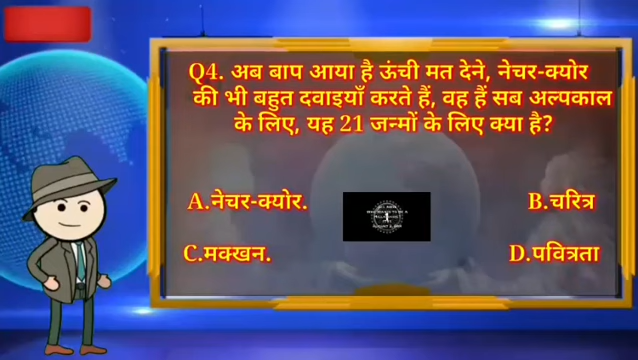 Q4. अब बाप आया है ऊंची मत देने, नेचर-क्योर
की भी बहुत दवाइयाँ करते हैं, वह हैं सब अल्पकाल
के लिए, यह 21 जन्मों के लिए क्या है?
A.नेचर-क्योर.
B.चरित्र
C.मक्खन.
D.पवित्रता